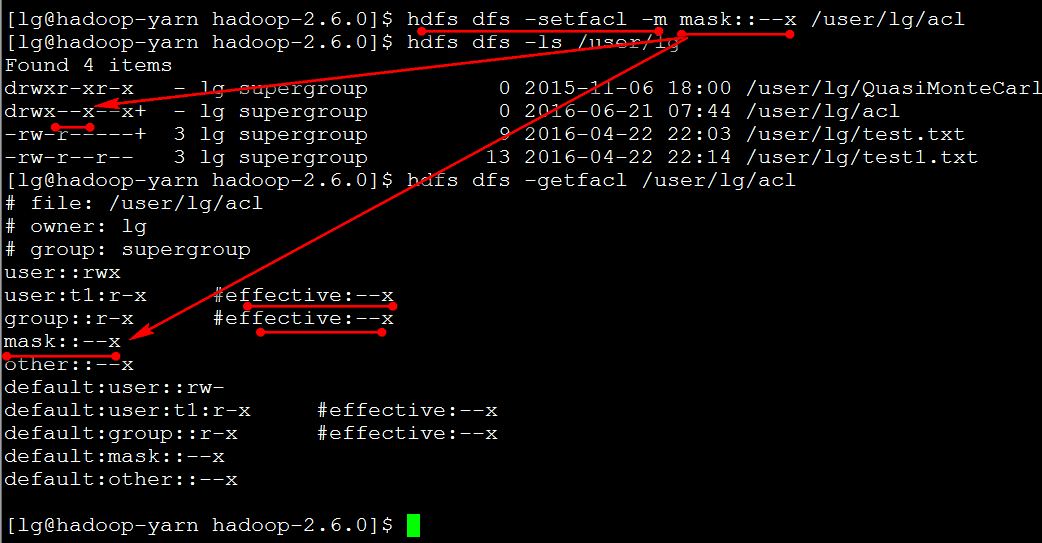 [lg@hadoop-yarn hadoop-2.6.0]$ hdfs dfs -setfacl -m mask::--x /user/lg/acl
[lg@hadoop-yarn hadoop-2.6.0]$ hdfs dfs -ls /user/lg
Found 4 items
drwxr-xr-x   - lg supergroup          0 2015-11-06 18:00 /user/lg/QuasiMonteCarl
drwx--x--x+  - lg supergroup          0 2016-06-21 07:44 /user/lg/acl
-rw-r-----+  3 lg supergroup          9 2016-04-22 22:03 /user/lg/test.txt
-rw-r--r--   3 lg supergroup         13 2016-04-22 22:14 /user/lg/test1.txt
[lg@hadoop-yarn hadoop-2.6.0]$ hdfs dfs -getfacl /user/lg/acl
# file: /user/lg/acl
# owner: lg
# group: supergroup
user::rwx
user:t1:r-x     #effective:--x
group::r-x      #effective:--x
mask::--x
other::--x
default:user::rw-
default:user:t1:r-x     #effective:--x
default:group::r-x      #effective:--x
default:mask::--x
default:other::--x
[lg@hadoop-yarn hadoop-2.6.0]$